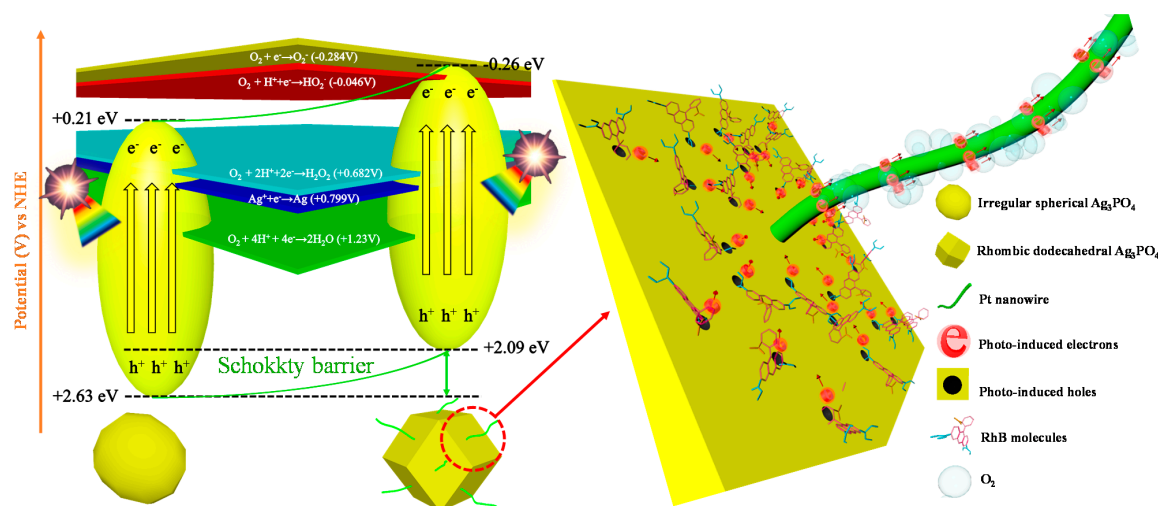 O₂ + e⁻→O₂⁻ (-0.284V)
-0.26 eV
O₂ + H⁺+e⁻→HO₂⁻ (-0.046V)
+0.21 eV
e⁻ e⁻ e⁻
e⁻ e⁻ e⁻
O₂ + 2H⁺+2e⁻→H₂O₂ (+0.682V)
Ag⁺+e⁻→Ag (+0.799V)
O₂ + 4H⁺ + 4e⁻→2H₂O (+1.23V)
Potential (V) vs NHE
h⁺ h⁺ h⁺
+2.09 eV
h⁺ h⁺ h⁺
Schokkty barrier
+2.63 eV
Irregular spherical Ag₃PO₄
Rhombic dodecahedral Ag₃PO₄
Pt nanowire
e
Photo-induced electrons
Photo-induced holes
RhB molecules
O₂